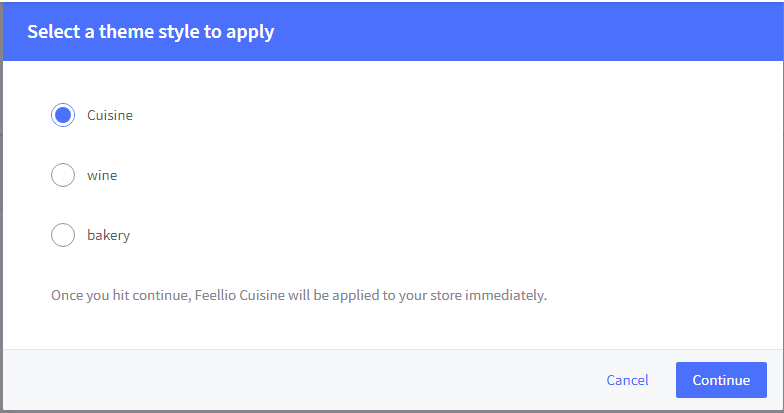 Select a theme style to apply
Cuisine
wine
bakery
Once you hit continue, Feellio Cuisine will be applied to your store immediately.
Cancel
Continue